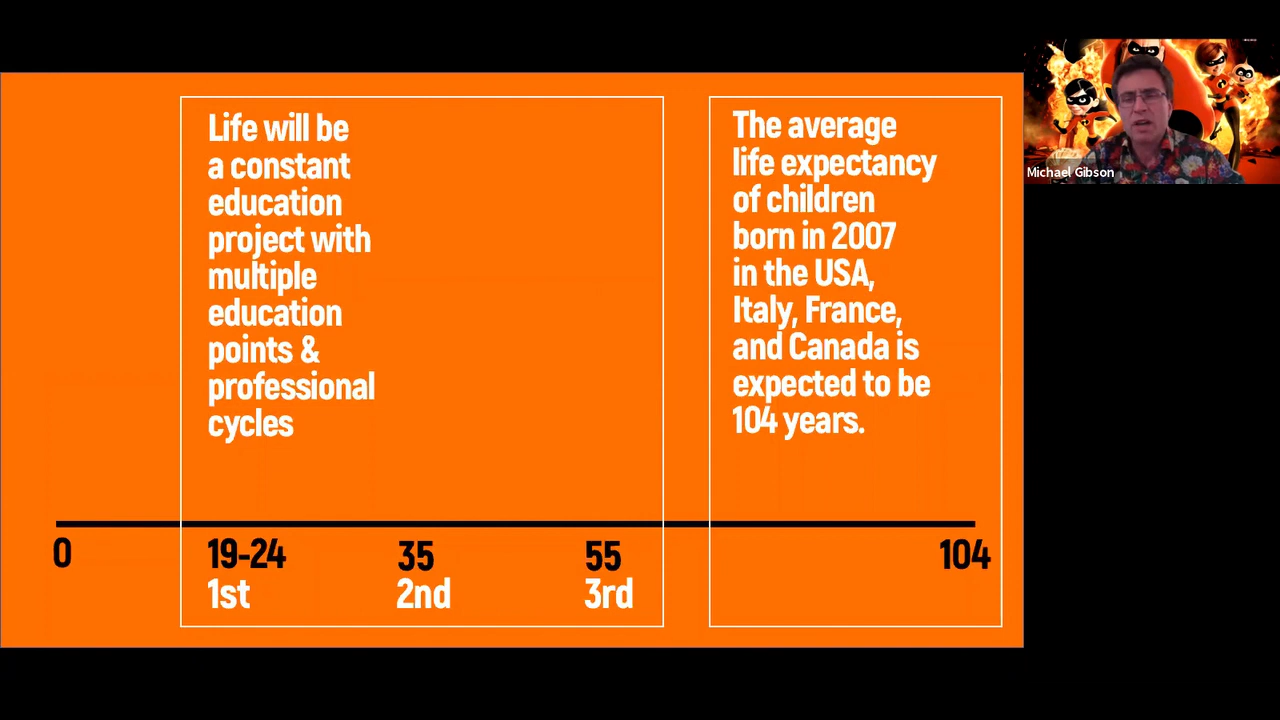 Life will be
a constant
education
project with
multiple
education
points &
professional
cycles
The average
life expectancy
of children
born in 2007
in the USA,
Italy, France,
and Canada is
expected to be
104 years.
0
19-24
35
55
104
1st
2nd
3rd
Michael Gibson